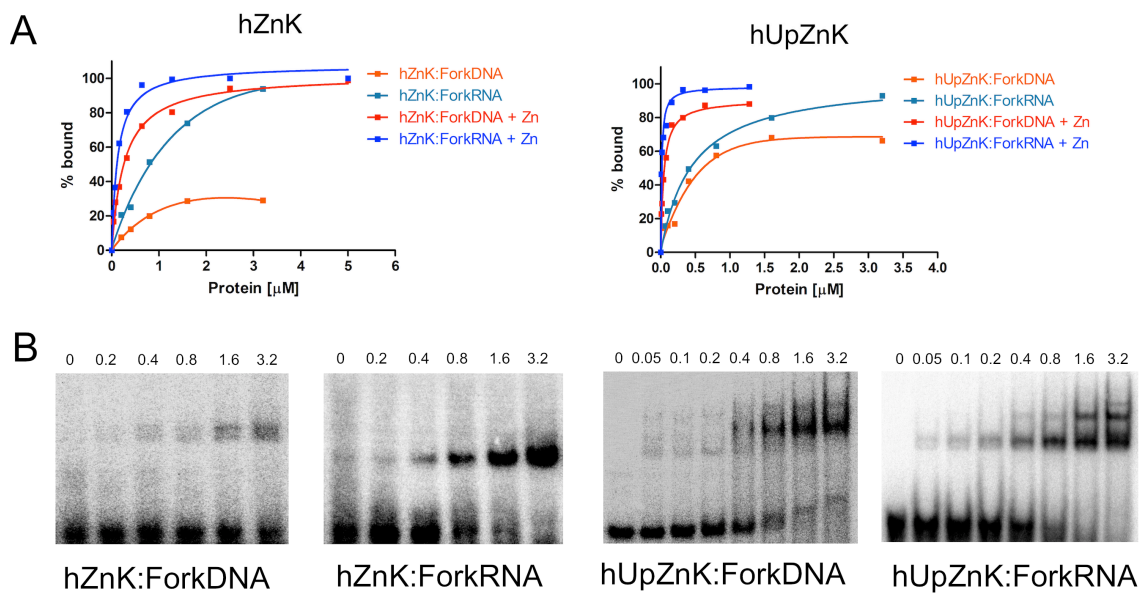 A
hZnK
% bound
100
80
60
40
20
0
0 1 2 3 4 5 6
Protein [μM]
hZnK:ForkDNA
hZnK:ForkRNA
hZnK:ForkDNA + Zn
hZnK:ForkRNA + Zn
hUpZnK
% bound
100
80
60
40
20
0
0.0 0.5 1.0 1.5 2.0 2.5 3.0 3.5 4.0
Protein [μM]
hUpZnK:ForkDNA
hUpZnK:ForkRNA
hUpZnK:ForkDNA + Zn
hUpZnK:ForkRNA + Zn
B
0 0.2 0.4 0.8 1.6 3.2
hZnK:ForkDNA
0 0.2 0.4 0.8 1.6 3.2
hZnK:ForkRNA
0 0.05 0.1 0.2 0.4 0.8 1.6 3.2
hUpZnK:ForkDNA
0 0.05 0.1 0.2 0.4 0.8 1.6 3.2
hUpZnK:ForkRNA